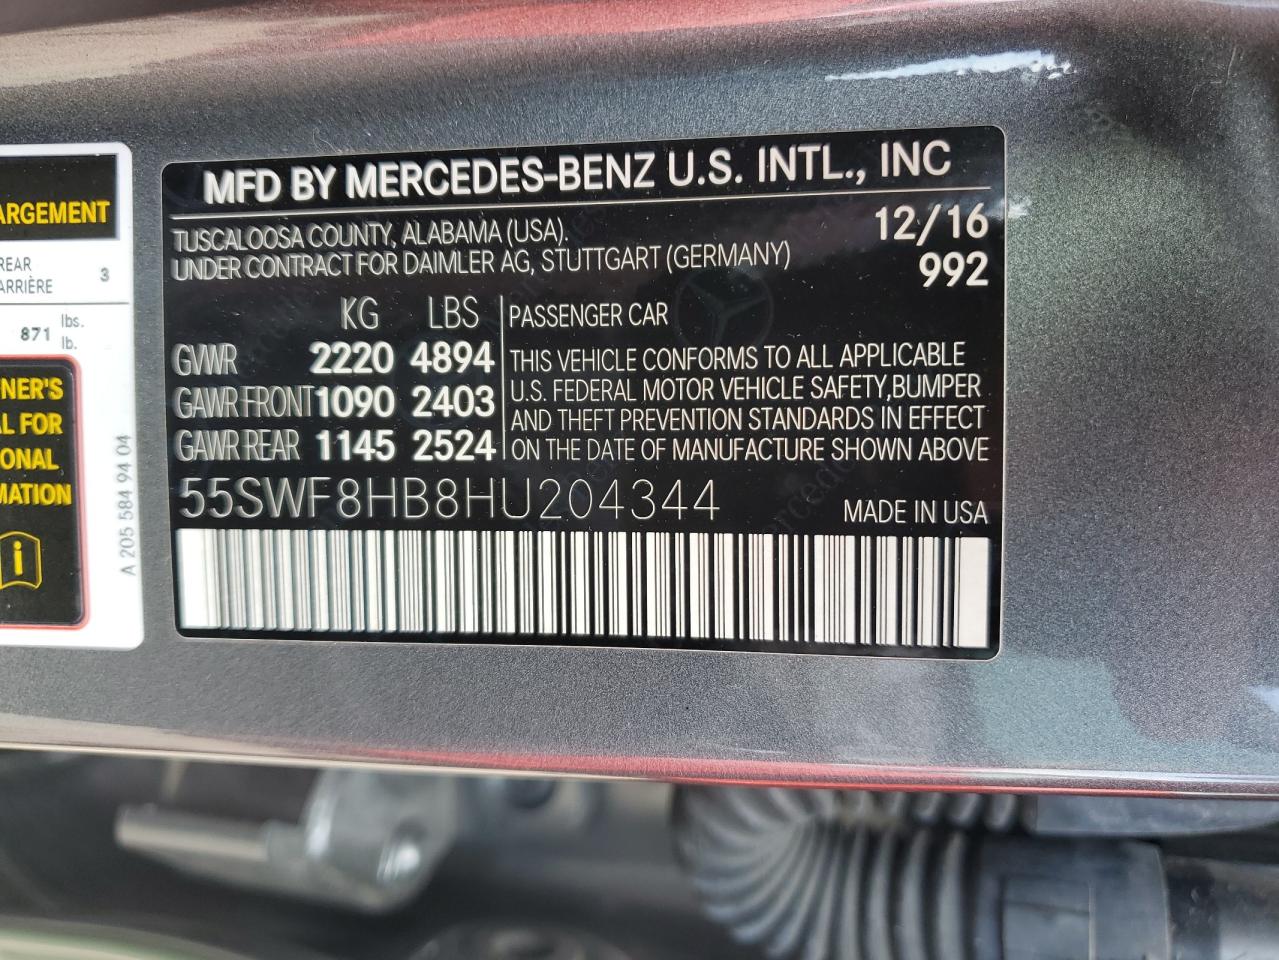 ARGEMENT
REAR 3
ARRIÈRE
871 lbs.
lb.
NER'S
L FOR
ONAL
MATION
A 205 584 94 04
MFD BY MERCEDES-BENZ U.S. INTL., INC
TUSCALOOSA COUNTY, ALABAMA (USA). 12/16
UNDER CONTRACT FOR DAIMLER AG, STUTTGART (GERMANY) 992
KG LBS
GVWR 2220 4894
GAWR FRONT 1090 2403
GAWR REAR 1145 2524
PASSENGER CAR
THIS VEHICLE CONFORMS TO ALL APPLICABLE
U.S. FEDERAL MOTOR VEHICLE SAFETY, BUMPER
AND THEFT PREVENTION STANDARDS IN EFFECT
ON THE DATE OF MANUFACTURE SHOWN ABOVE
55SWF8HB8HU204344 MADE IN USA